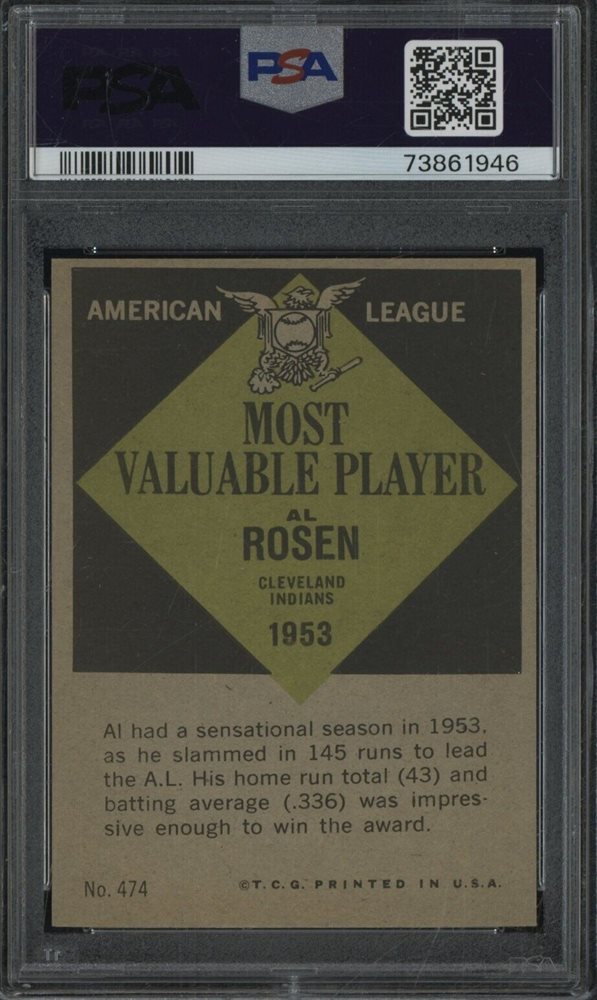 PSA
PSA
73861946
AMERICAN LEAGUE
MOST
VALUABLE PLAYER
AL
ROSEN
CLEVELAND
INDIANS
1953
Al had a sensational season in 1953,
as he slammed in 145 runs to lead
the A.L. His home run total (43) and
batting average (.336) was impres-
sive enough to win the award.
No. 474
©T.C.G. PRINTED IN U.S.A.
PSA